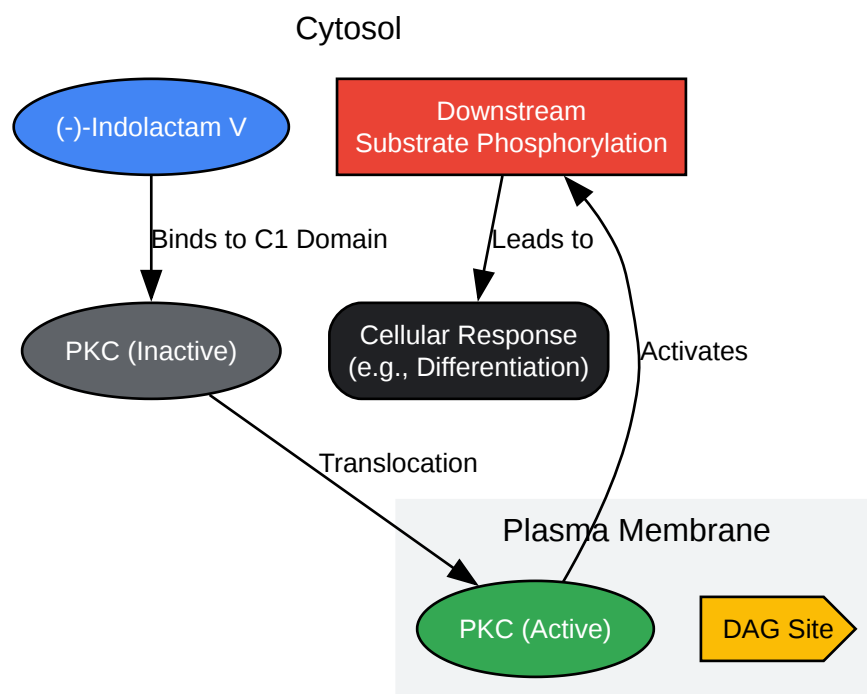 Cytosol
(-)-Indolactam V
Downstream
Substrate Phosphorylation
Binds to C1 Domain
Leads to
PKC (Inactive)
Cellular Response
(e.g., Differentiation)
Activates
Translocation
Plasma Membrane
PKC (Active)
DAG Site